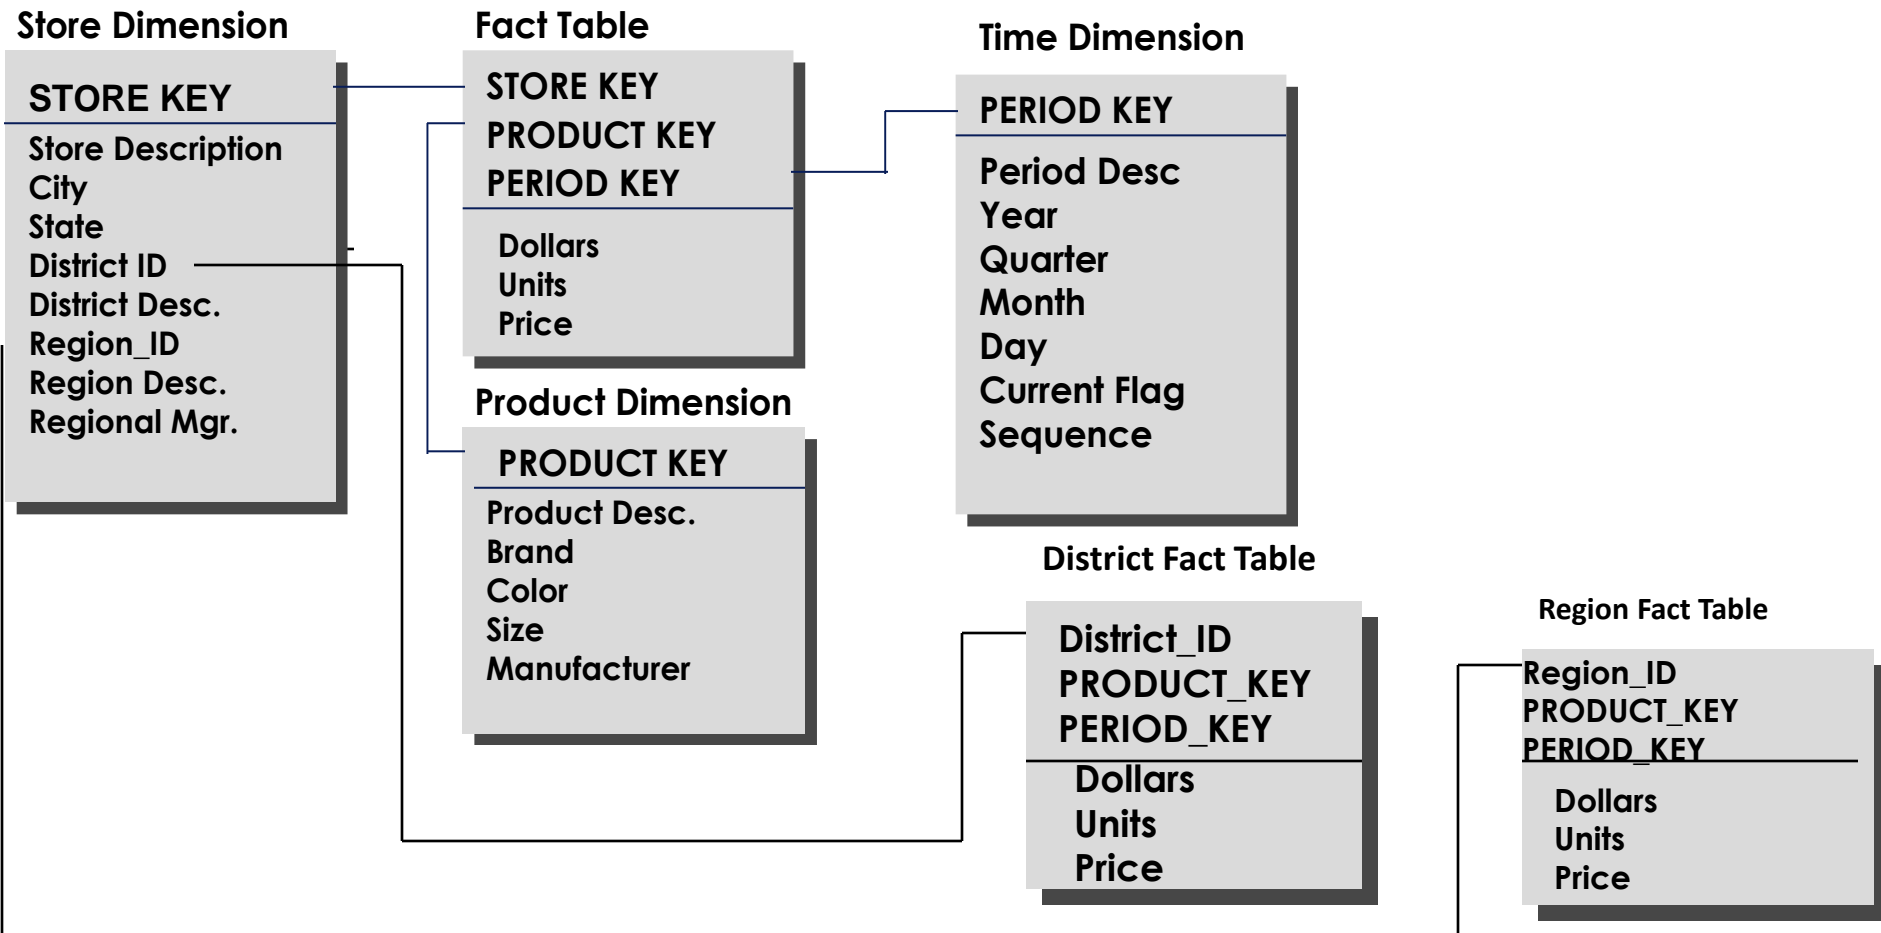 Store Dimension
STORE KEY
Store Description
City
State
District ID
District Desc.
Region_ID
Region Desc.
Regional Mgr.
Fact Table
STORE KEY
PRODUCT KEY
PERIOD KEY
Dollars
Units
Price
Product Dimension
PRODUCT KEY
Product Desc.
Brand
Color
Size
Manufacturer
Time Dimension
PERIOD KEY
Period Desc
Year
Quarter
Month
Day
Current Flag
Sequence
District Fact Table
District_ID
PRODUCT_KEY
PERIOD_KEY
Dollars
Units
Price
Region Fact Table
Region_ID
PRODUCT_KEY
PERIOD_KEY
Dollars
Units
Price